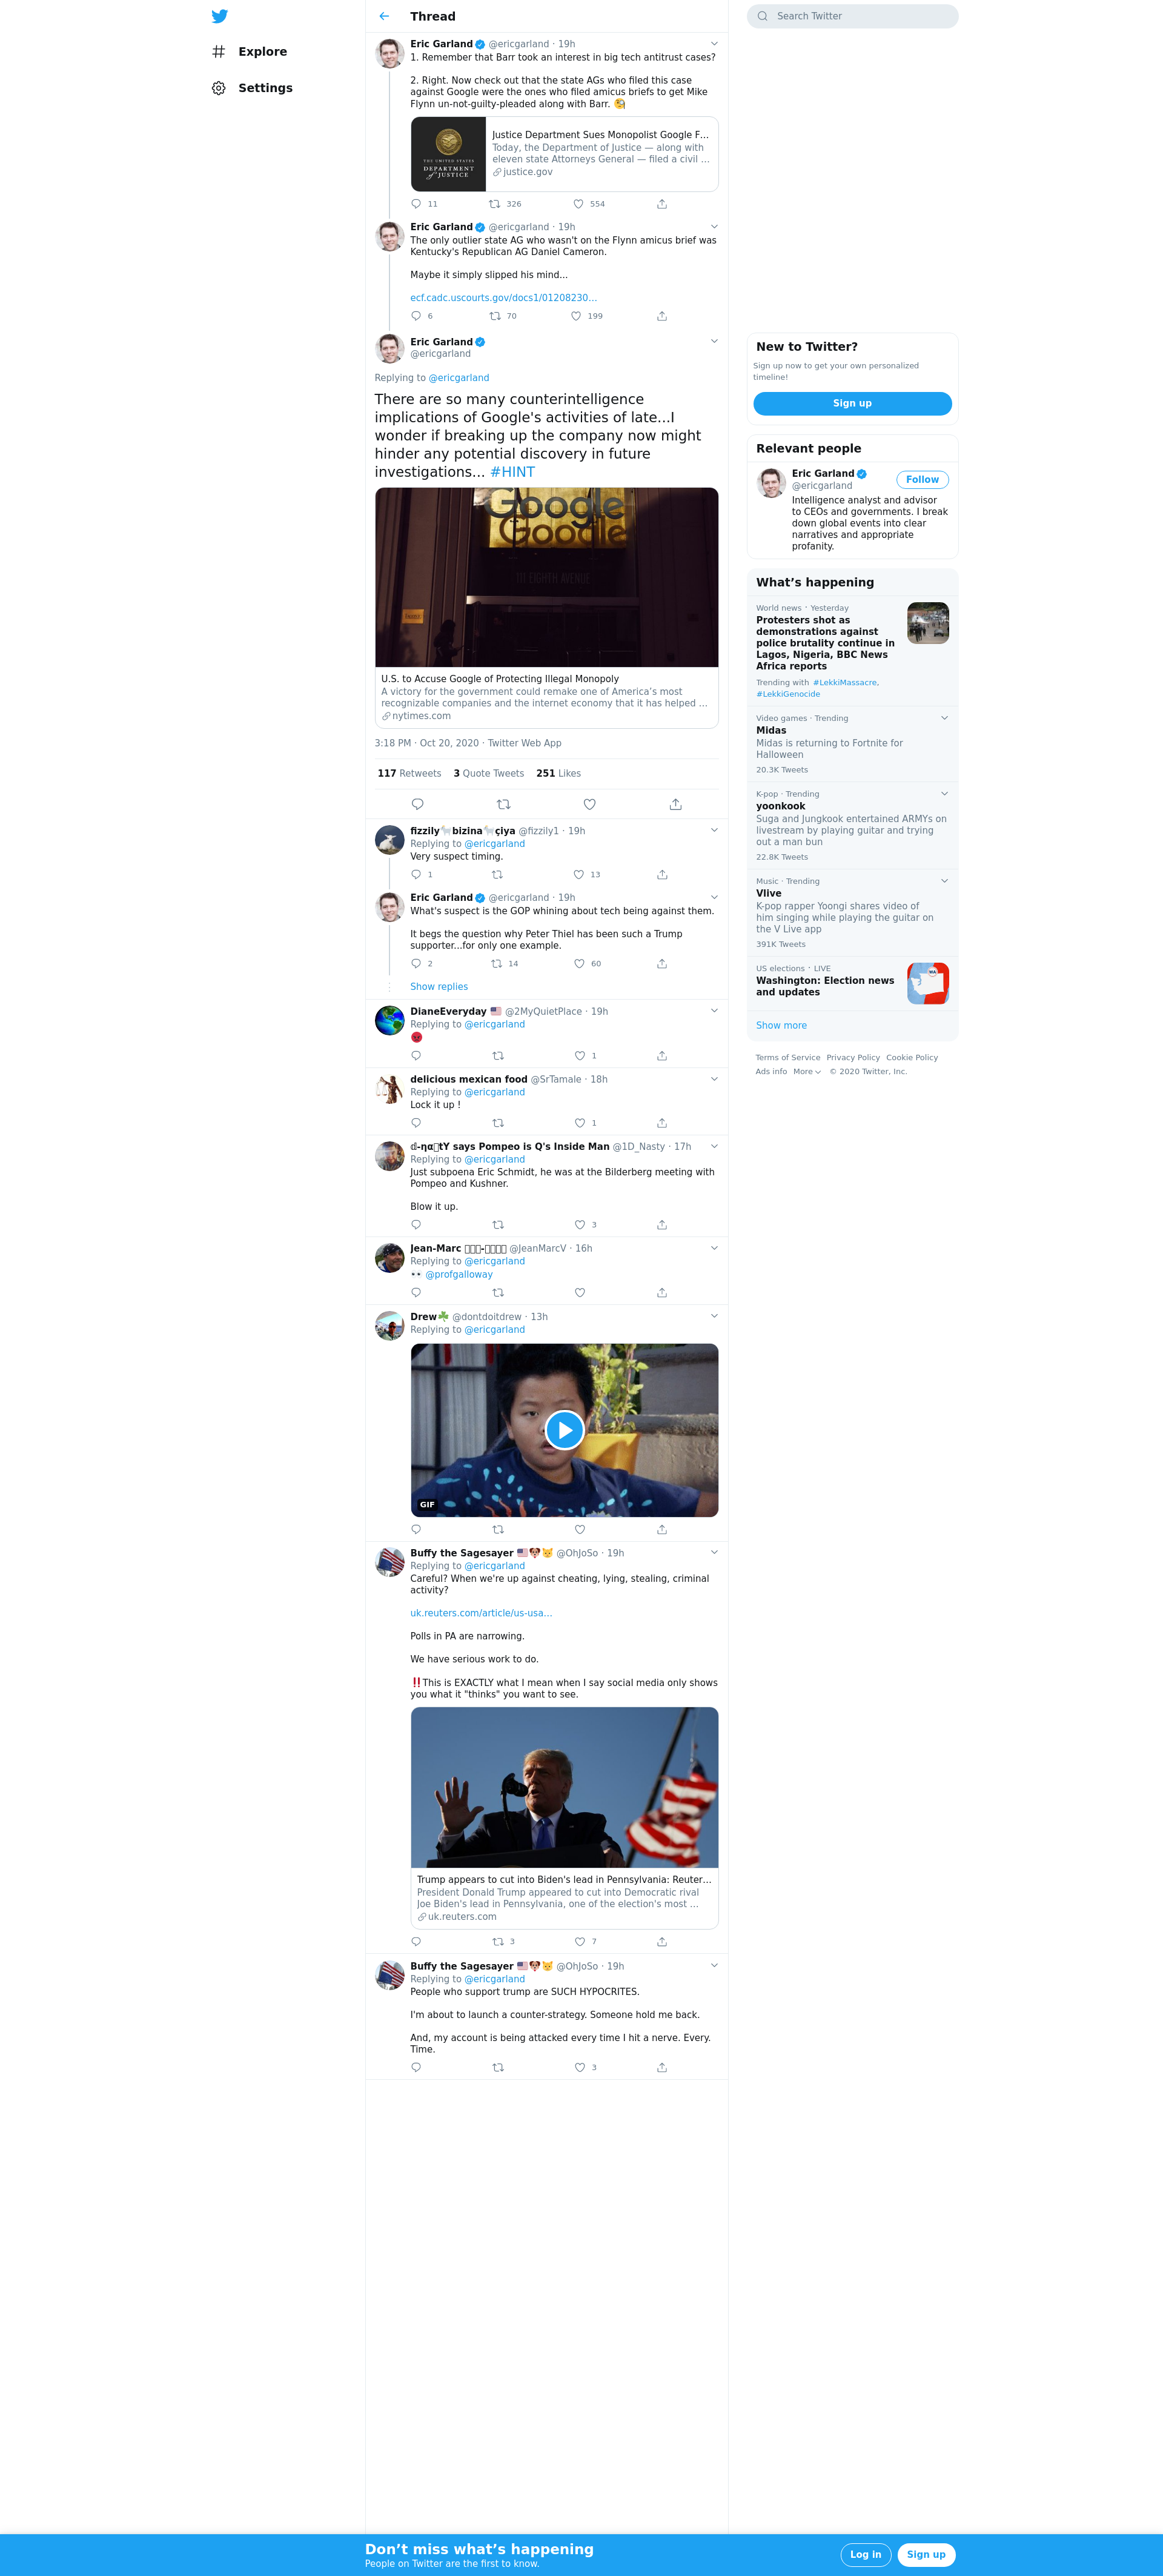 Explore
Settings
Thread
Eric Garland @ericgarland · 19h
1. Remember that Barr took an interest in big tech antitrust cases?
2. Right. Now check out that the state AGs who filed this case
against Google were the ones who filed amicus briefs to get Mike
Flynn un-not-guilty-pleaded along with Barr. 🧐
THE UNITED STATES
DEPARTMENT
of JUSTICE
Justice Department Sues Monopolist Google F…
Today, the Department of Justice — along with
eleven state Attorneys General — filed a civil …
justice.gov
11 326 554
Eric Garland @ericgarland · 19h
The only outlier state AG who wasn't on the Flynn amicus brief was
Kentucky's Republican AG Daniel Cameron.
Maybe it simply slipped his mind...
ecf.cadc.uscourts.gov/docs1/01208230…
6 70 199
Eric Garland
@ericgarland
Replying to @ericgarland
There are so many counterintelligence
implications of Google's activities of late...I
wonder if breaking up the company now might
hinder any potential discovery in future
investigations... #HINT
Google
Google
111 EIGHTH AVENUE
U.S. to Accuse Google of Protecting Illegal Monopoly
A victory for the government could remake one of America’s most
recognizable companies and the internet economy that it has helped …
nytimes.com
3:18 PM · Oct 20, 2020 · Twitter Web App
117 Retweets 3 Quote Tweets 251 Likes
fizzily🐐bizina🐐çiya @fizzily1 · 19h
Replying to @ericgarland
Very suspect timing.
1 13
Eric Garland @ericgarland · 19h
What's suspect is the GOP whining about tech being against them.
It begs the question why Peter Thiel has been such a Trump
supporter...for only one example.
2 14 60
Show replies
DianeEveryday 🇺🇸 @2MyQuietPlace · 19h
Replying to @ericgarland
😡
1
delicious mexican food @SrTamale · 18h
Replying to @ericgarland
Lock it up !
1
says Pompeo is Q's Inside Man @1D_Nasty · 17h
Replying to @ericgarland
Just subpoena Eric Schmidt, he was at the Bilderberg meeting with
Pompeo and Kushner.
Blow it up.
3
Jean-Marc @JeanMarcV · 16h
Replying to @ericgarland
👀 @profgalloway
Drew☘️ @dontdoitdrew · 13h
Replying to @ericgarland
GIF
Buffy the Sagesayer 🇺🇸🐶😼 @OhJoSo · 19h
Replying to @ericgarland
Careful? When we're up against cheating, lying, stealing, criminal
activity?
uk.reuters.com/article/us-usa…
Polls in PA are narrowing.
We have serious work to do.
‼️This is EXACTLY what I mean when I say social media only shows
you what it "thinks" you want to see.
Trump appears to cut into Biden's lead in Pennsylvania: Reuter…
President Donald Trump appeared to cut into Democratic rival
Joe Biden's lead in Pennsylvania, one of the election's most …
uk.reuters.com
3 7
Buffy the Sagesayer 🇺🇸🐶😼 @OhJoSo · 19h
Replying to @ericgarland
People who support trump are SUCH HYPOCRITES.
I'm about to launch a counter-strategy. Someone hold me back.
And, my account is being attacked every time I hit a nerve. Every.
Time.
3
Search Twitter
New to Twitter?
Sign up now to get your own personalized
timeline!
Sign up
Relevant people
Eric Garland
@ericgarland
Follow
Intelligence analyst and advisor
to CEOs and governments. I break
down global events into clear
narratives and appropriate
profanity.
What’s happening
World news · Yesterday
Protesters shot as
demonstrations against
police brutality continue in
Lagos, Nigeria, BBC News
Africa reports
Trending with #LekkiMassacre,
#LekkiGenocide
Video games · Trending
Midas
Midas is returning to Fortnite for
Halloween
20.3K Tweets
K-pop · Trending
yoonkook
Suga and Jungkook entertained ARMYs on
livestream by playing guitar and trying
out a man bun
22.8K Tweets
Music · Trending
Vlive
K-pop rapper Yoongi shares video of
him singing while playing the guitar on
the V Live app
391K Tweets
US elections · LIVE
Washington: Election news
and updates
WA
Show more
Terms of Service Privacy Policy Cookie Policy
Ads info More © 2020 Twitter, Inc.
Don’t miss what’s happening
People on Twitter are the first to know.
Log in
Sign up